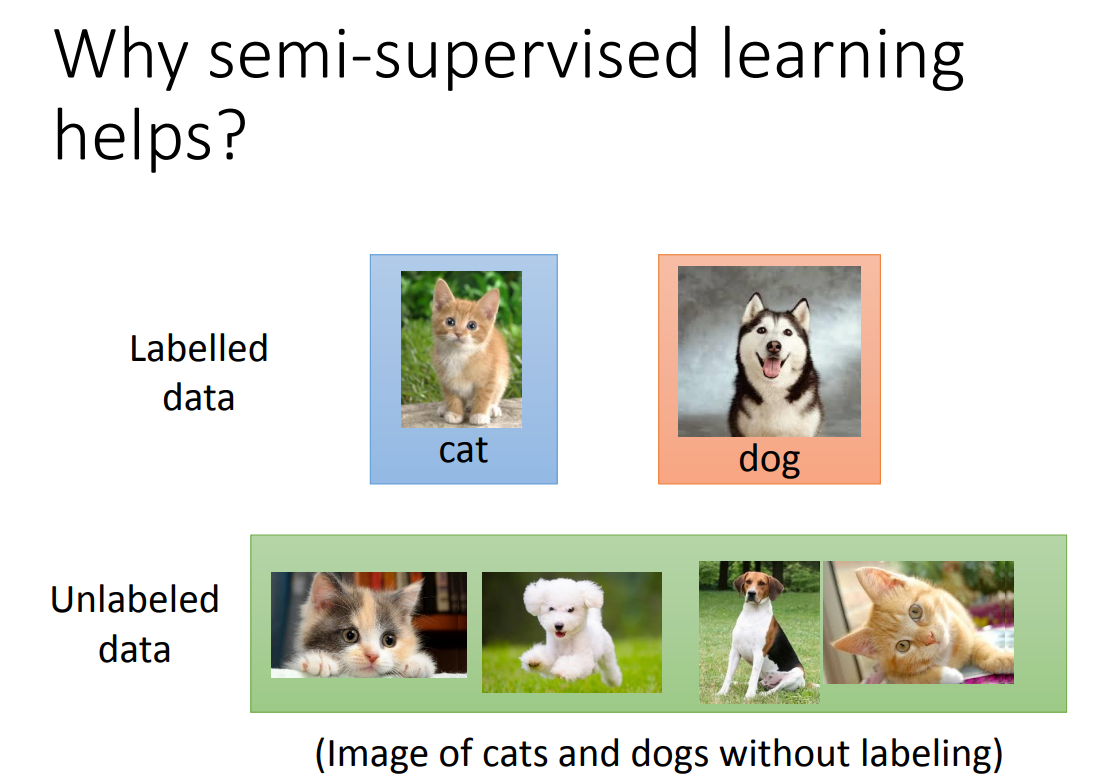 Why semi-supervised learning
helps?
Labelled
data
cat
dog
Unlabeled
data
(Image of cats and dogs without labeling)